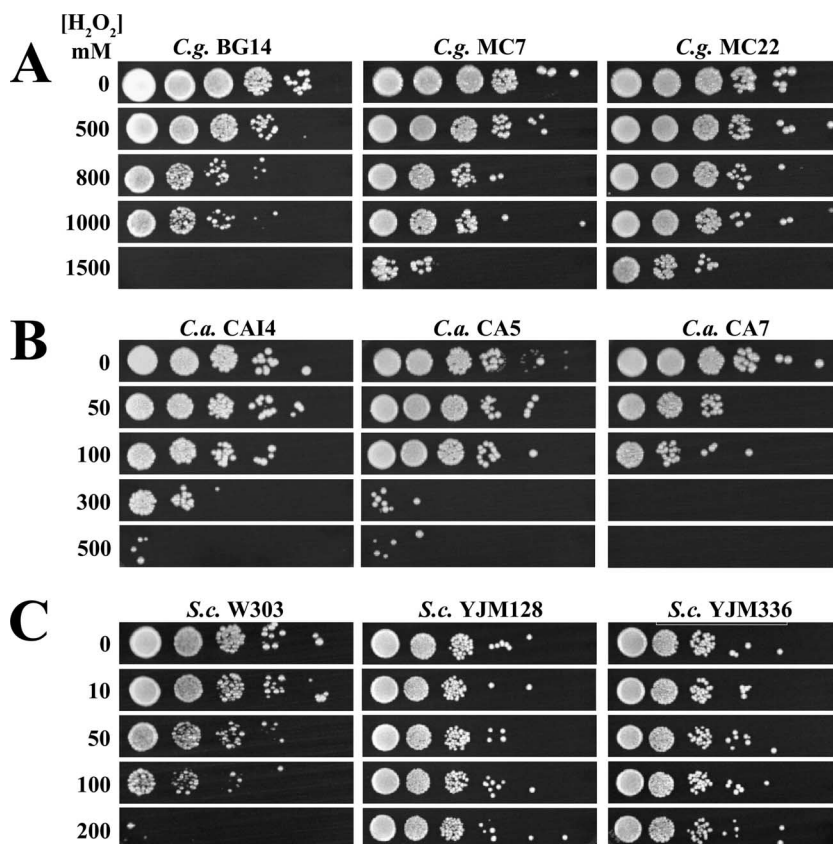 [H₂O₂]
mM
A
C.g. BG14 C.g. MC7 C.g. MC22
0
500
800
1000
1500
B
C.a. CAI4 C.a. CA5 C.a. CA7
0
50
100
300
500
C
S.c. W303 S.c. YJM128 S.c. YJM336
0
10
50
100
200